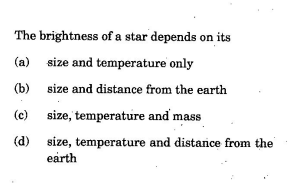 The brightness of a star depends on its
(a) size and temperature only
(b) size and distance from the earth
(c) size, temperature and mass
(d) size, temperature and distance from the
earth